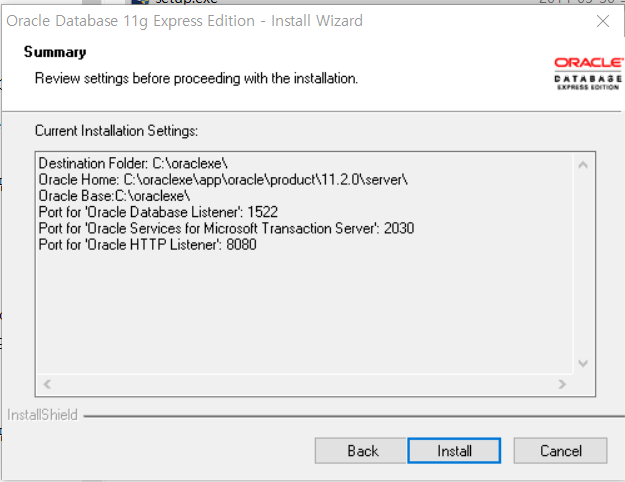 setup.exe
Oracle Database 11g Express Edition - Install Wizard
Summary
Review settings before proceeding with the installation.
ORACLE
DATABASE
EXPRESS EDITION
Current Installation Settings:
Destination Folder: C:\oraclexe\
Oracle Home: C:\oraclexe\app\oracle\product\11.2.0\server\
Oracle Base:C:\oraclexe\
Port for 'Oracle Database Listener': 1522
Port for 'Oracle Services for Microsoft Transaction Server': 2030
Port for 'Oracle HTTP Listener': 8080
InstallShield
Back
Install
Cancel